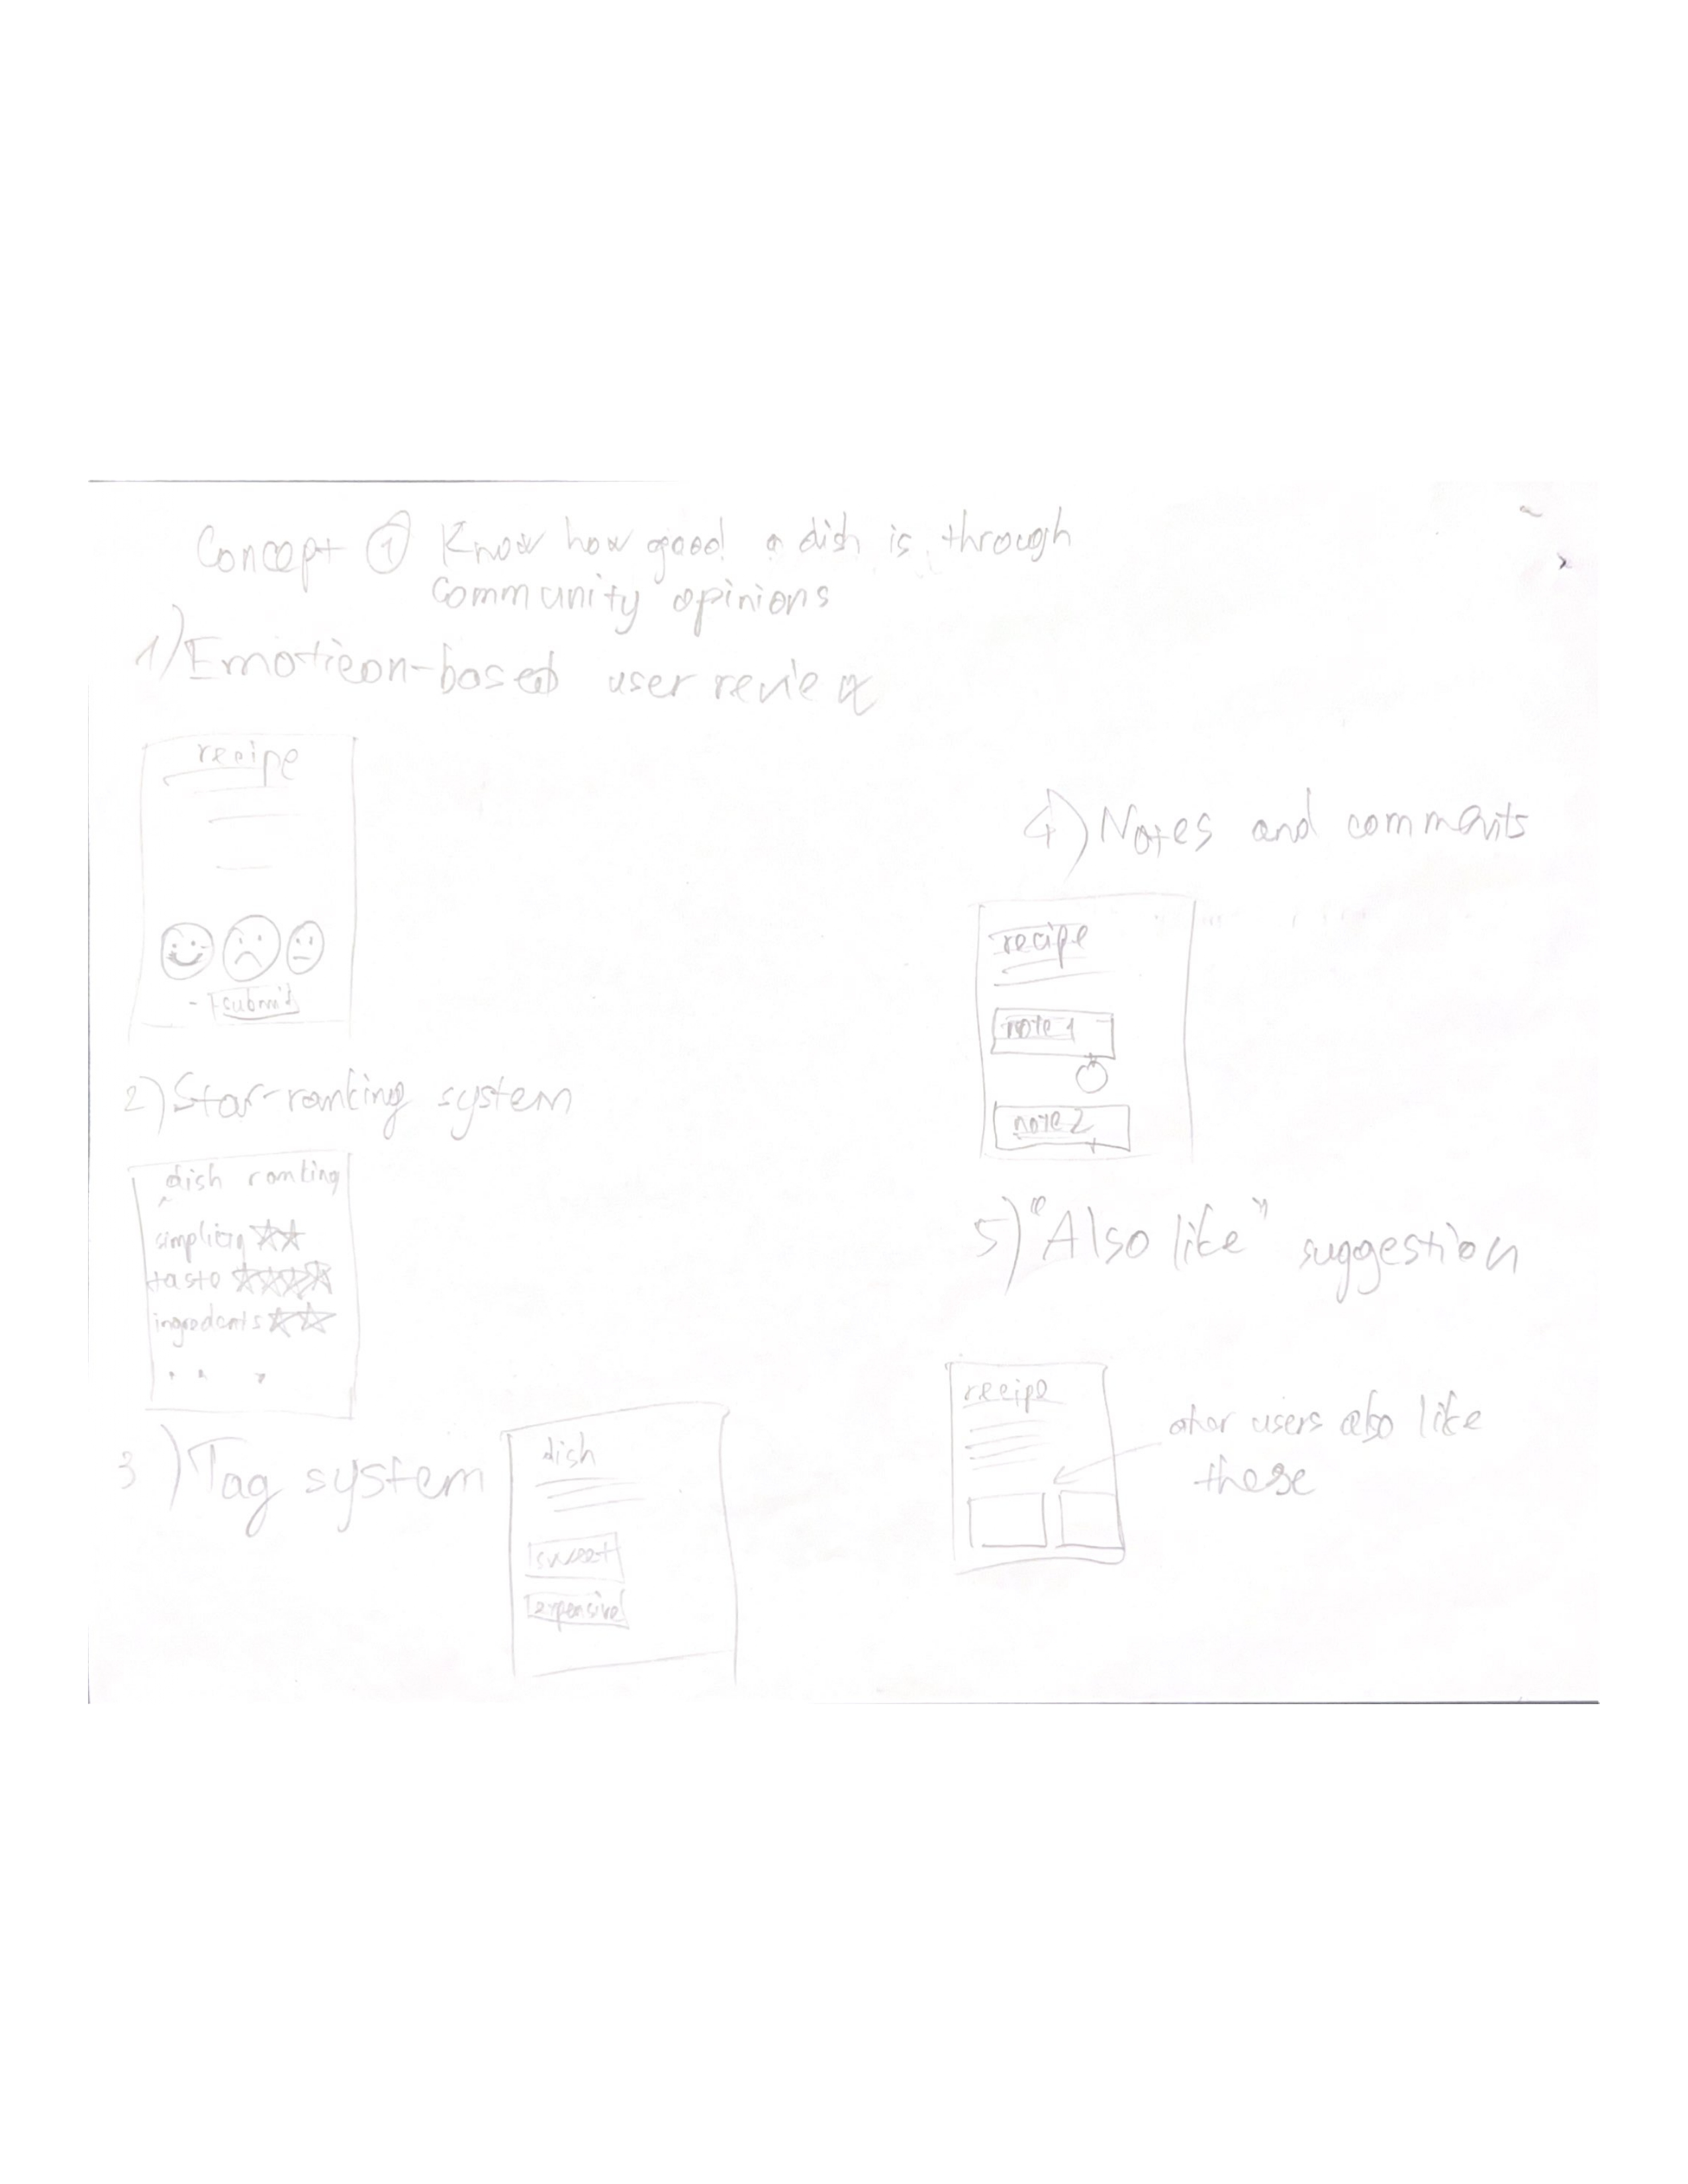 Concept ① Know how good a dish is through
community opinions
1) Emoticon-based user review
recipe
submit
2) Star-ranking system
dish ranking
simplicity ★★
taste ★★★★
ingredents ★★
. . .
3) Tag system
dish
sweet
expensive
4) Notes and comments
recipe
note 1
note 2
5) "Also like" suggestion
recipe
other users also like
these